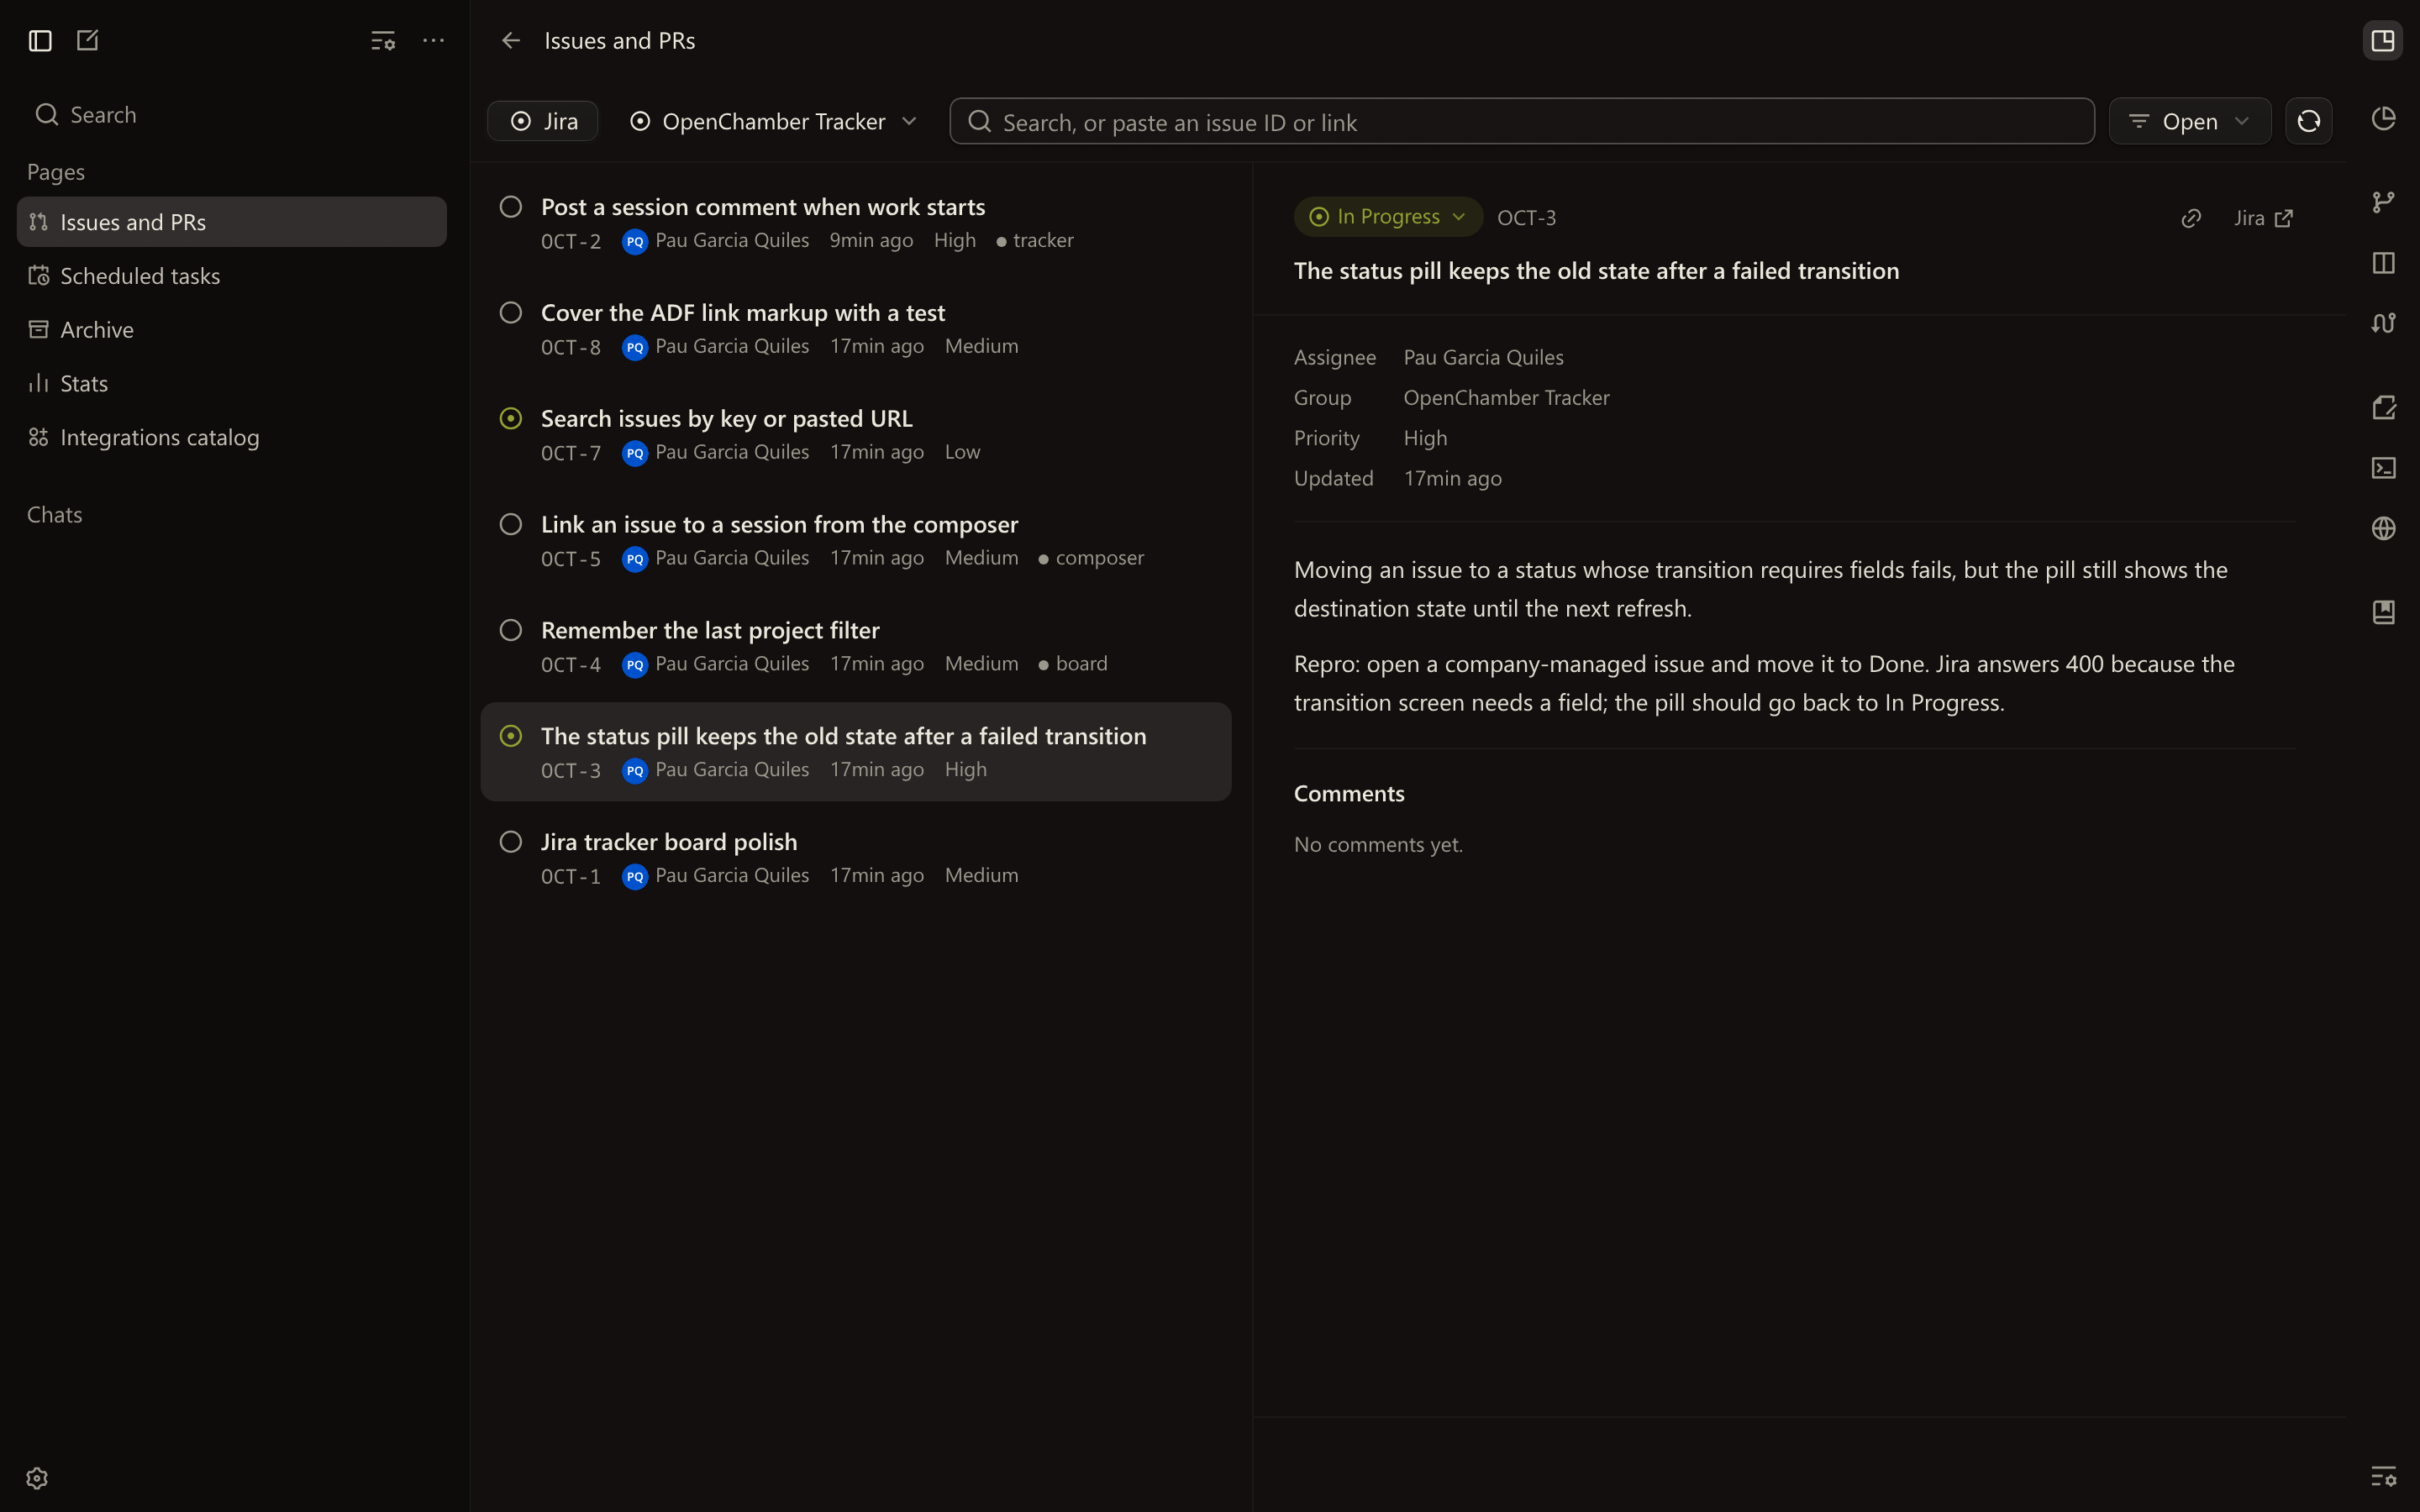 Search
Pages
Issues and PRs
Scheduled tasks
Archive
Stats
Integrations catalog
Chats
Issues and PRs
Jira
OpenChamber Tracker
Search, or paste an issue ID or link
Open
Post a session comment when work starts
OCT-2 PQ Pau Garcia Quiles 9min ago High tracker
Cover the ADF link markup with a test
OCT-8 PQ Pau Garcia Quiles 17min ago Medium
Search issues by key or pasted URL
OCT-7 PQ Pau Garcia Quiles 17min ago Low
Link an issue to a session from the composer
OCT-5 PQ Pau Garcia Quiles 17min ago Medium composer
Remember the last project filter
OCT-4 PQ Pau Garcia Quiles 17min ago Medium board
The status pill keeps the old state after a failed transition
OCT-3 PQ Pau Garcia Quiles 17min ago High
Jira tracker board polish
OCT-1 PQ Pau Garcia Quiles 17min ago Medium
In Progress OCT-3 Jira
The status pill keeps the old state after a failed transition
Assignee Pau Garcia Quiles
Group OpenChamber Tracker
Priority High
Updated 17min ago
Moving an issue to a status whose transition requires fields fails, but the pill still shows the
destination state until the next refresh.
Repro: open a company-managed issue and move it to Done. Jira answers 400 because the
transition screen needs a field; the pill should go back to In Progress.
Comments
No comments yet.